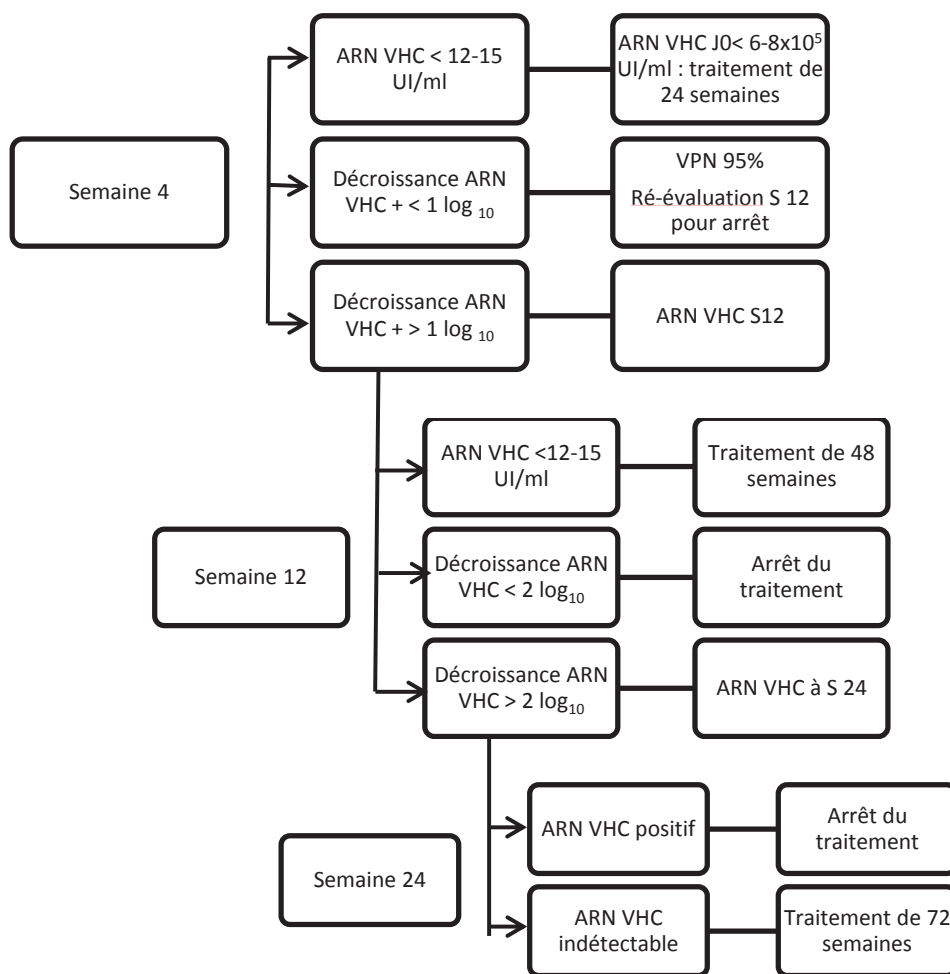 Semaine 4
ARN VHC < 12-15
UI/ml
ARN VHC J0< 6-8x10⁵
UI/ml : traitement de
24 semaines
Décroissance ARN
VHC + < 1 log ₁₀
VPN 95%
Ré-évaluation S 12
pour arrêt
Décroissance ARN
VHC + > 1 log ₁₀
ARN VHC S12
Semaine 12
ARN VHC <12-15
UI/ml
Traitement de 48
semaines
Décroissance ARN
VHC < 2 log₁₀
Arrêt du
traitement
Décroissance ARN
VHC > 2 log₁₀
ARN VHC à S 24
Semaine 24
ARN VHC positif
Arrêt du
traitement
ARN VHC
indétectable
Traitement de 72
semaines